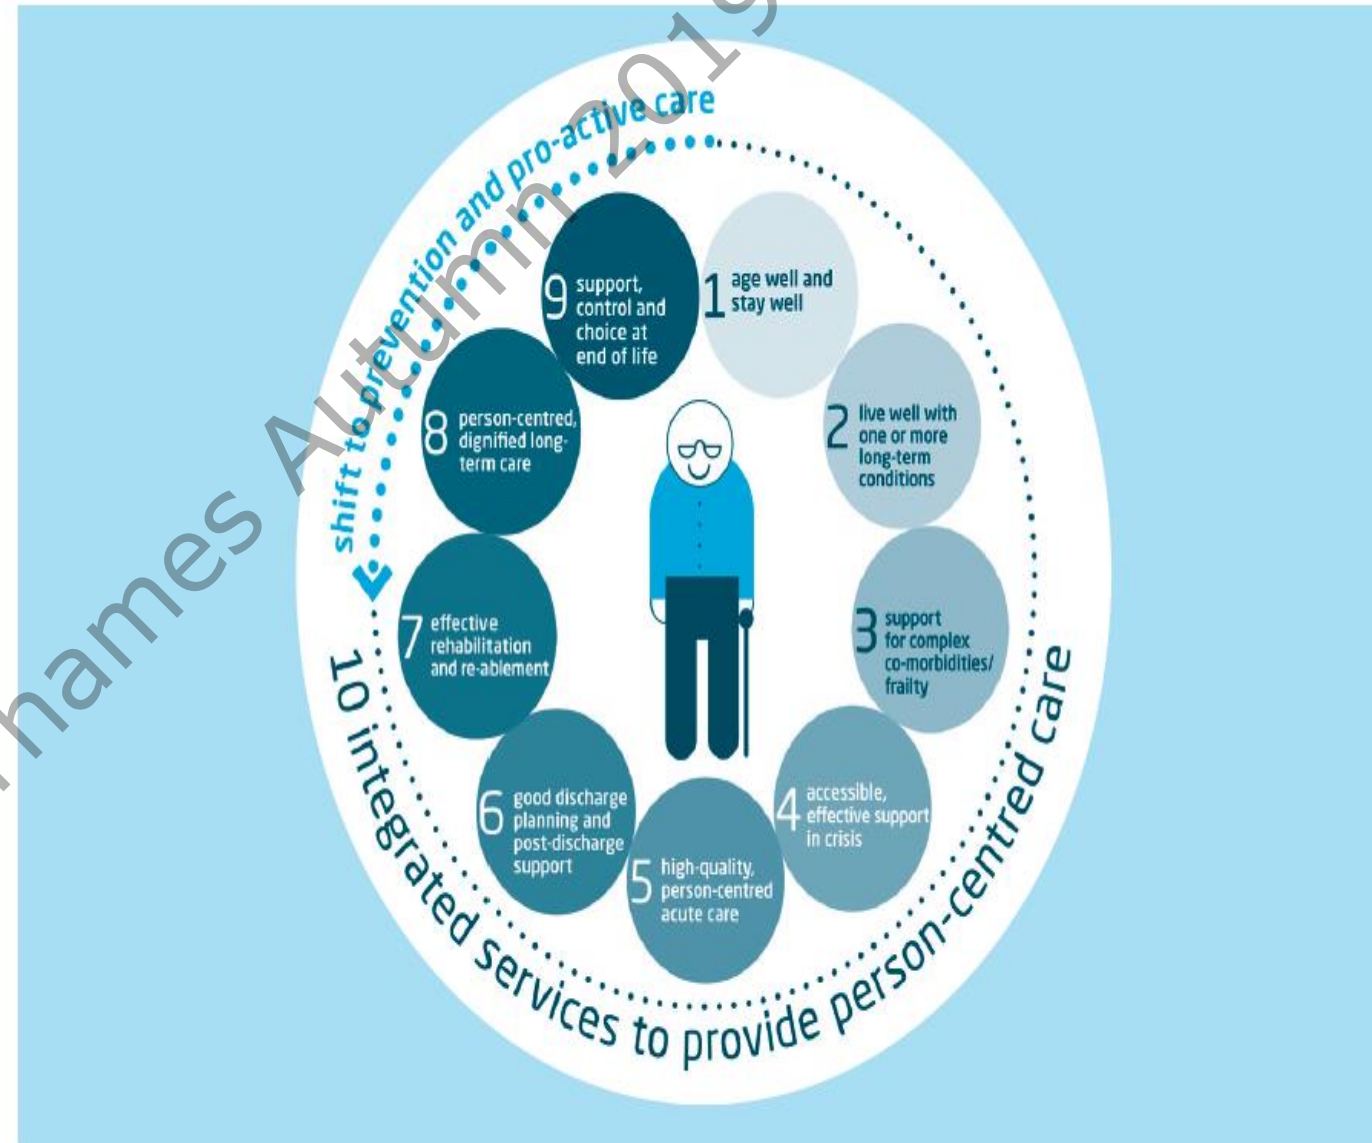 shift to prevention and pro-active care
1 age well and
stay well
2 live well with
one or more
long-term
conditions
3 support
for complex
co-morbidities/
frailty
4 accessible,
effective support
in crisis
5 high-quality,
person-centred
acute care
6 good discharge
planning and
post-discharge
support
7 effective
rehabilitation
and re-ablement
8 person-centred,
dignified long-
term care
9 support,
control and
choice at
end of life
10 integrated services to provide person-centred care
hames Autumn 2019